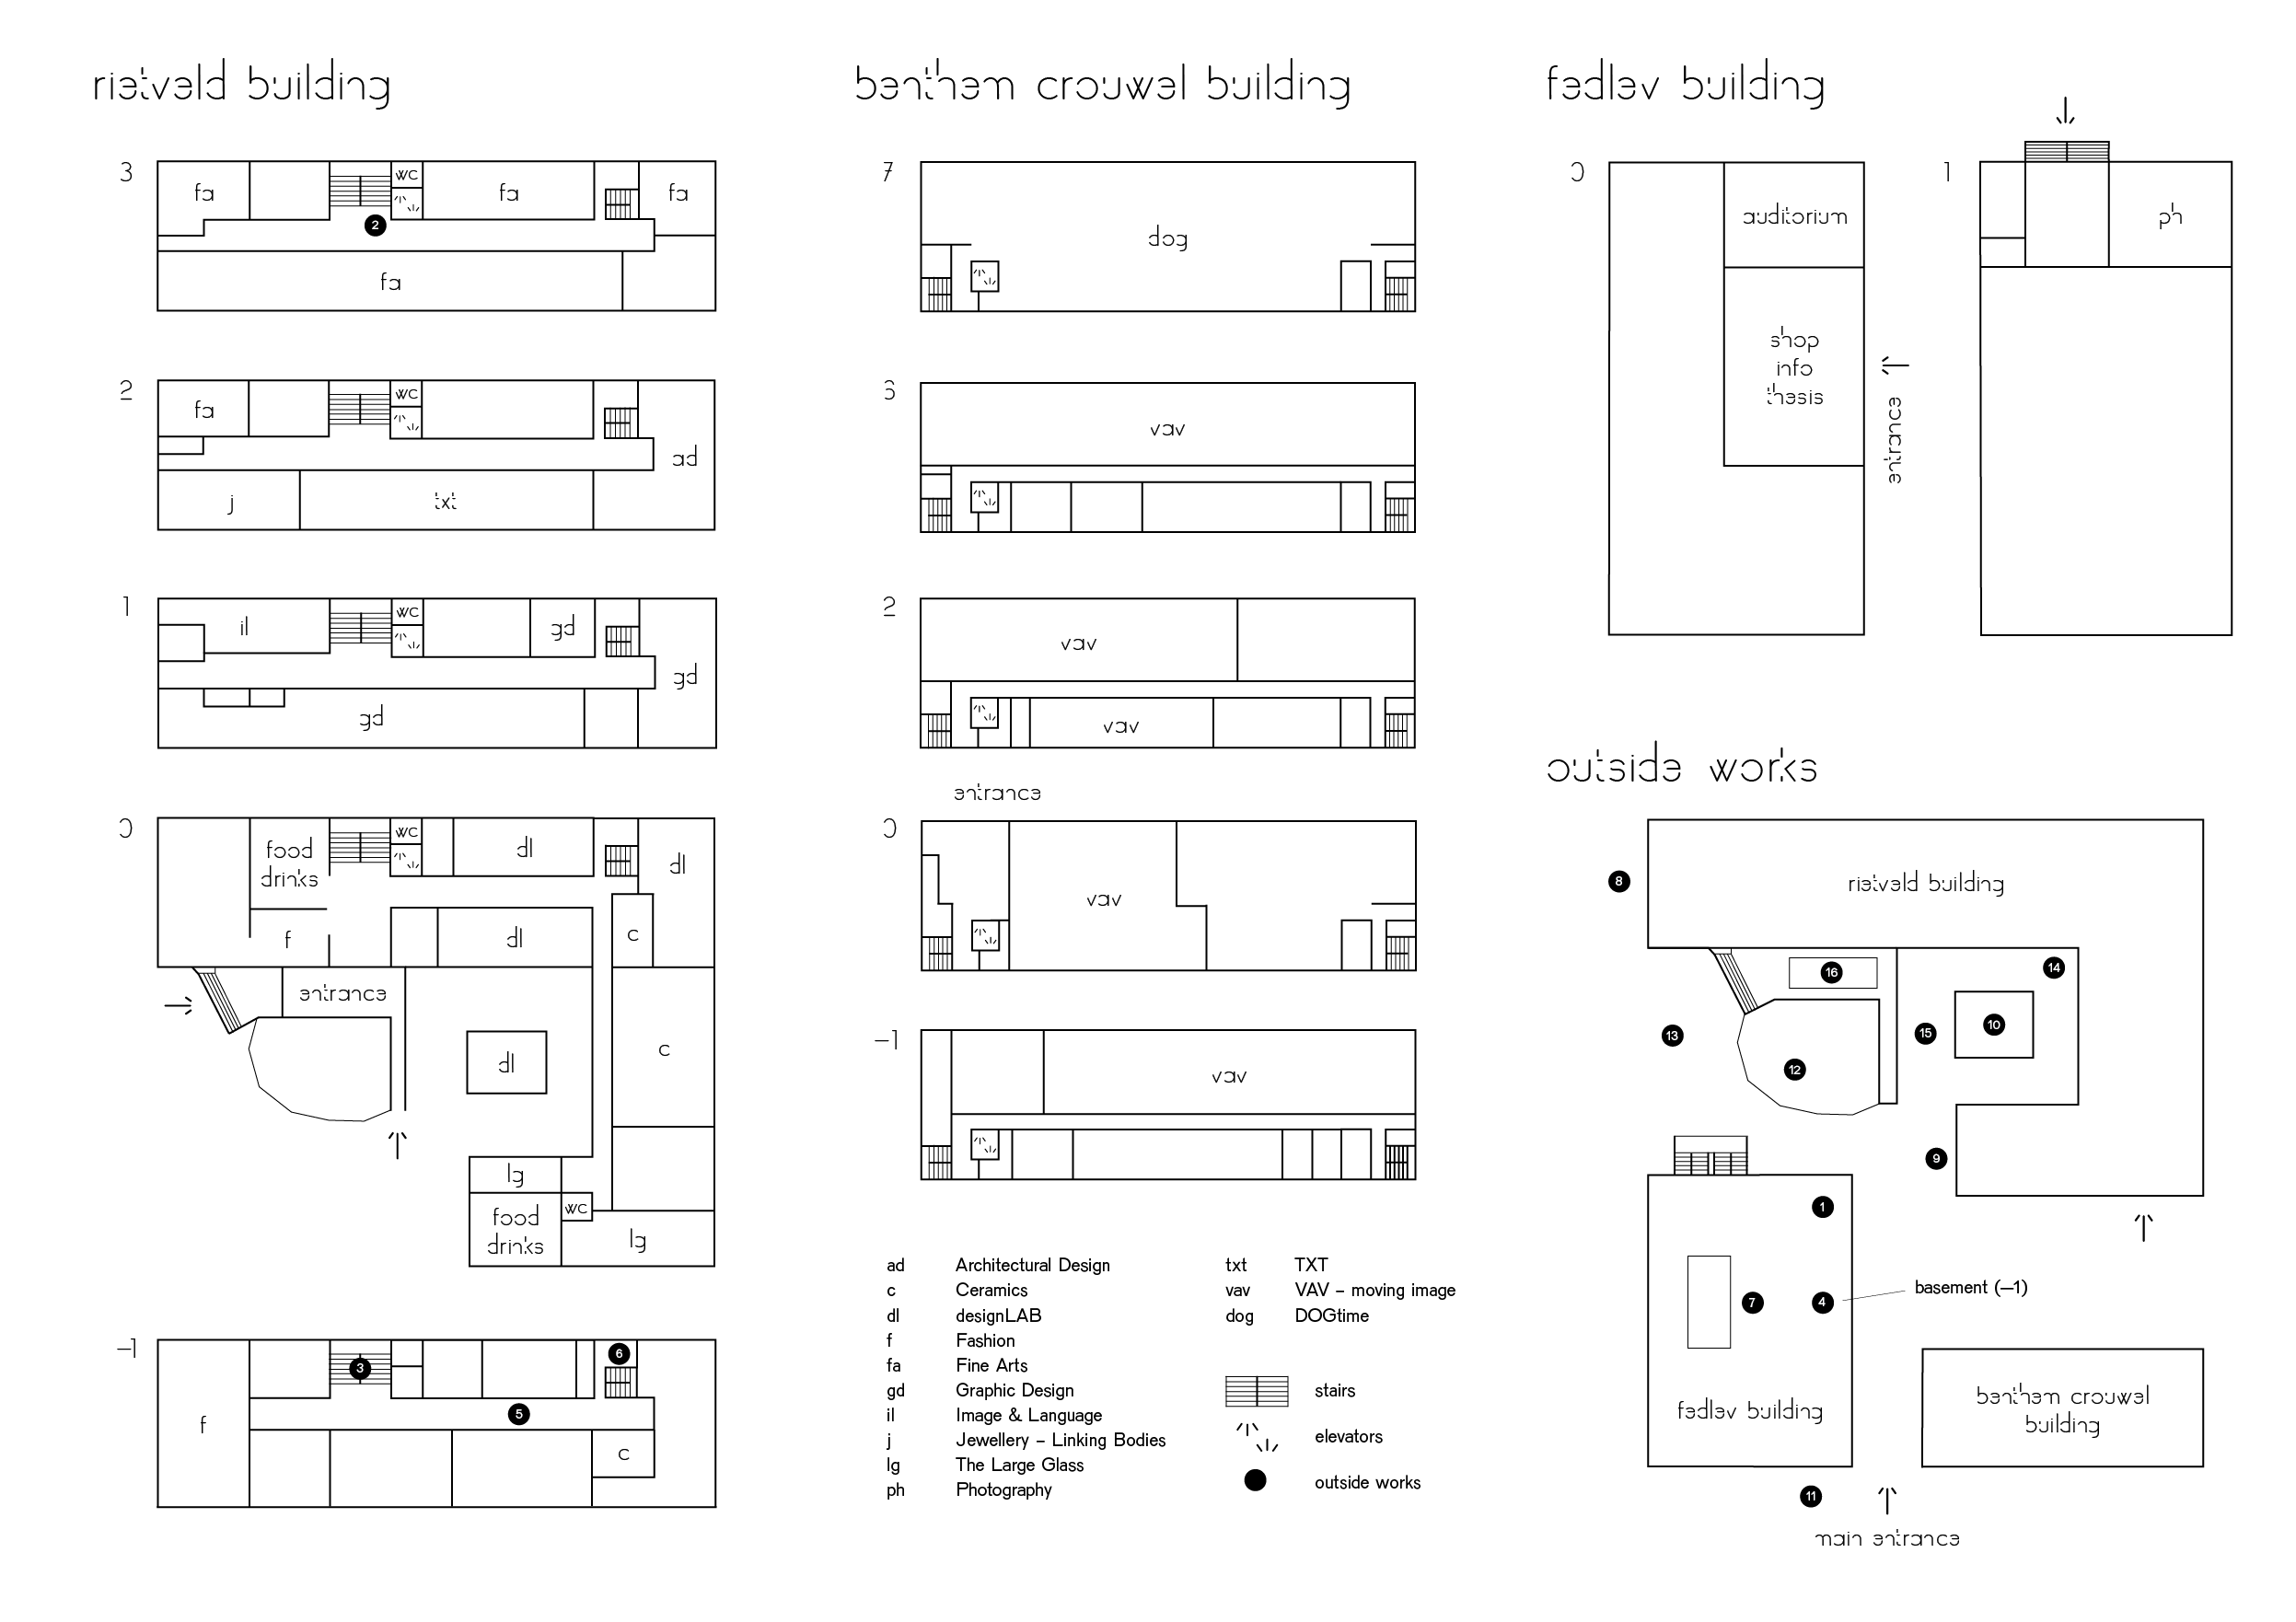 rietveld building
3
fa
WC
fa
fa
2
fa
2
fa
WC
ad
j
txt
1
il
WC
gd
gd
gd
0
food
drinks
WC
dl
dl
f
dl
c
entrance
dl
c
lg
food
drinks
WC
lg
-1
3
6
f
5
c
benthem crouwel building
7
dog
6
vav
2
vav
vav
entrance
0
vav
-1
vav
ad Architectural Design
c Ceramics
dl designLAB
f Fashion
fa Fine Arts
gd Graphic Design
il Image & Language
j Jewellery – Linking Bodies
lg The Large Glass
ph Photography
txt TXT
vav VAV – moving image
dog DOGtime
stairs
elevators
outside works
fedlev building
0
auditorium
shop
info
thesis
entrance
1
ph
outside works
8
rietveld building
16
14
13
15
10
12
9
1
7
4
basement (–1)
fedlev building
benthem crouwel
building
11
main entrance